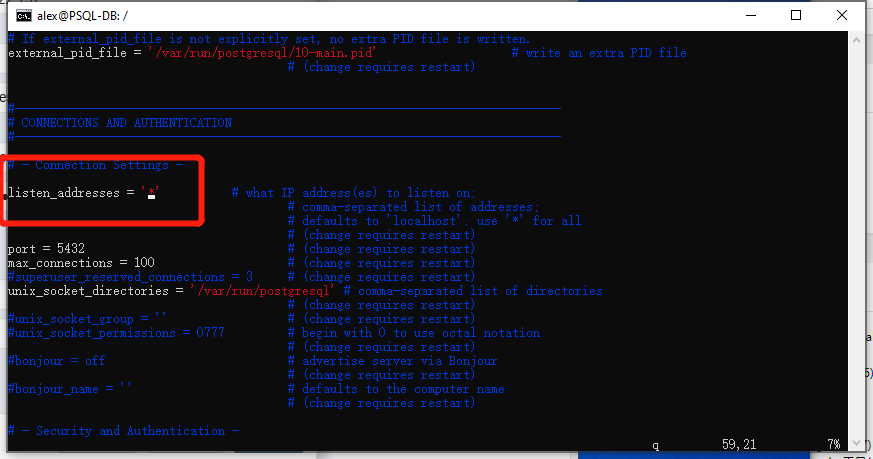 alex@PSQL-DB: /
# If external_pid_file is not explicitly set, no extra PID file is written.
external_pid_file = '/var/run/postgresql/10-main.pid' # write an extra PID file
# (change requires restart)
#------------------------------------------------------------------------------
# CONNECTIONS AND AUTHENTICATION
#------------------------------------------------------------------------------
# - Connection Settings -
listen_addresses = '*' # what IP address(es) to listen on;
# comma-separated list of addresses;
# defaults to 'localhost'; use '*' for all
# (change requires restart)
port = 5432 # (change requires restart)
max_connections = 100 # (change requires restart)
#superuser_reserved_connections = 3 # (change requires restart)
unix_socket_directories = '/var/run/postgresql' # comma-separated list of directories
# (change requires restart)
#unix_socket_group = '' # (change requires restart)
#unix_socket_permissions = 0777 # begin with 0 to use octal notation
# (change requires restart)
#bonjour = off # advertise server via Bonjour
# (change requires restart)
#bonjour_name = '' # defaults to the computer name
# (change requires restart)
# - Security and Authentication -
q 59,21 7%